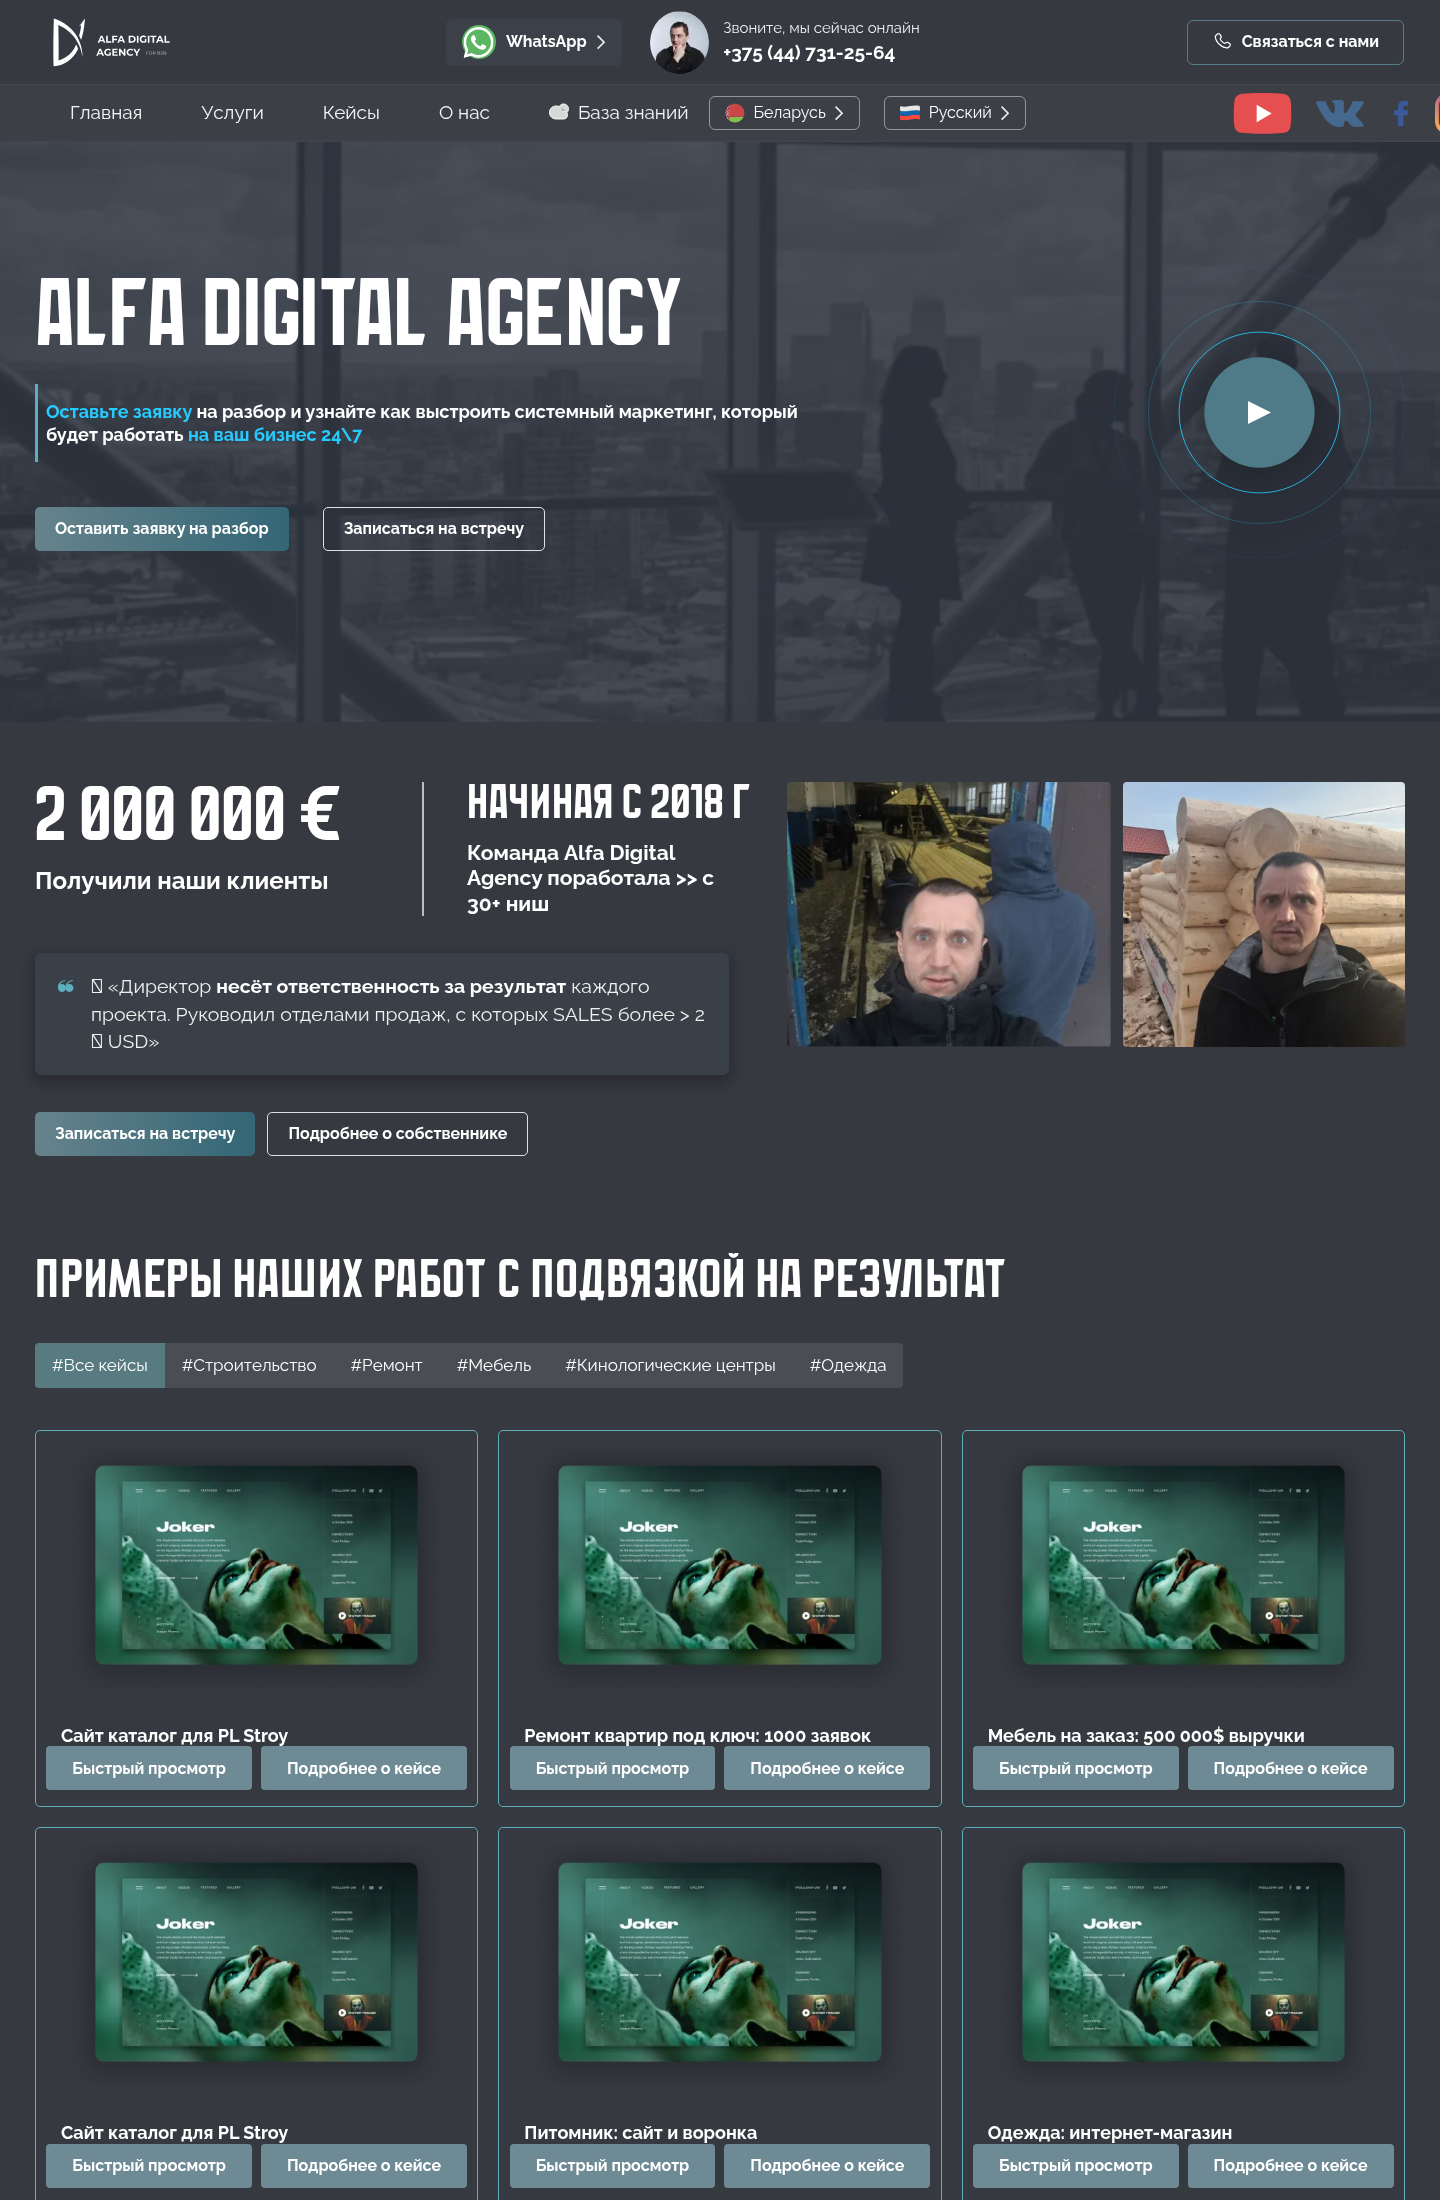 ALFA DIGITAL
AGENCY FOR B2B
WhatsApp
Звоните, мы сейчас онлайн
+375 (44) 731-25-64
Связаться с нами
Главная
Услуги
Кейсы
О нас
База знаний
Беларусь
Русский
ALFA DIGITAL AGENCY
Оставьте заявку на разбор и узнайте как выстроить системный маркетинг, который
будет работать на ваш бизнес 24\7
Оставить заявку на разбор
Записаться на встречу
2 000 000 €
Получили наши клиенты
НАЧИНАЯ С 2018 Г
Команда Alfa Digital
Agency поработала >> с
30+ ниш
«Директор несёт ответственность за результат каждого
проекта. Руководил отделами продаж, с которых SALES более > 2
USD»
Записаться на встречу
Подробнее о собственнике
ПРИМЕРЫ НАШИХ РАБОТ С ПОДВЯЗКОЙ НА РЕЗУЛЬТАТ
#Все кейсы
#Строительство
#Ремонт
#Мебель
#Кинологические центры
#Одежда
Joker
Joker
Joker
Сайт каталог для PL Stroy
Ремонт квартир под ключ: 1000 заявок
Мебель на заказ: 500 000$ выручки
Быстрый просмотр
Подробнее о кейсе
Быстрый просмотр
Подробнее о кейсе
Быстрый просмотр
Подробнее о кейсе
Joker
Joker
Joker
Сайт каталог для PL Stroy
Питомник: сайт и воронка
Одежда: интернет-магазин
Быстрый просмотр
Подробнее о кейсе
Быстрый просмотр
Подробнее о кейсе
Быстрый просмотр
Подробнее о кейсе